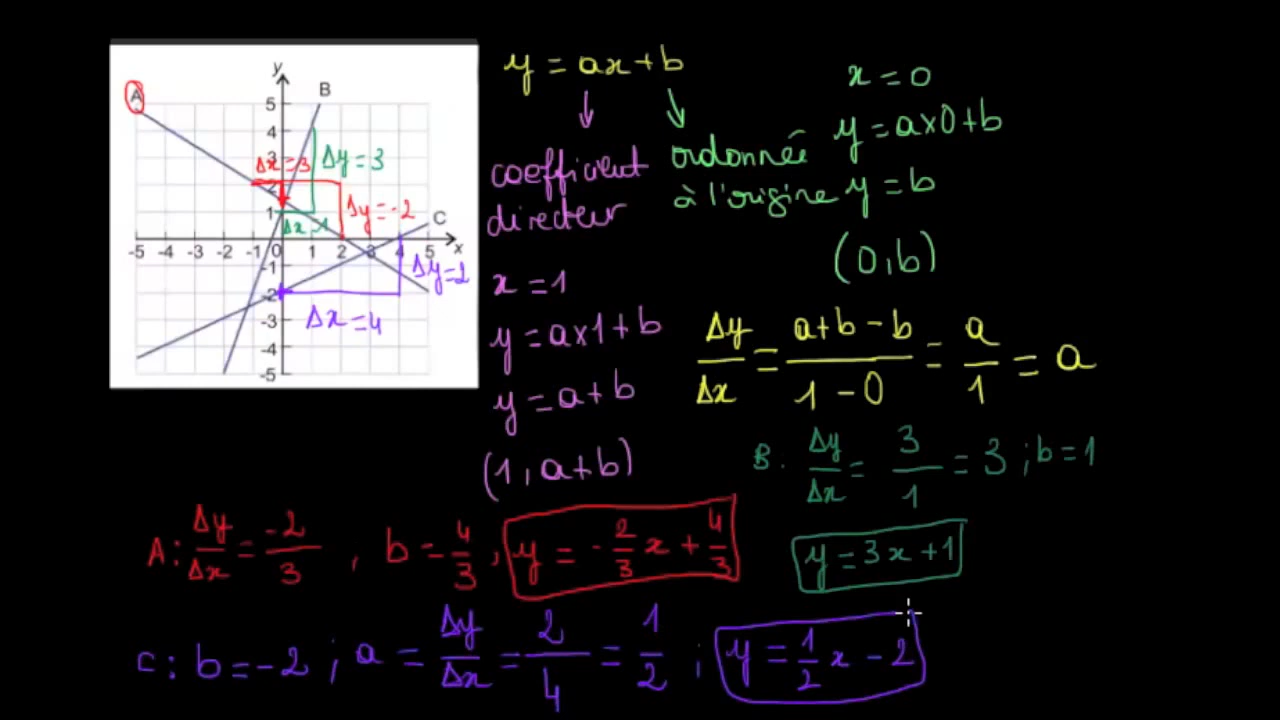 y
A
B
5
4
3
Δx=3
Δy=3
2
1
Δy=-2
Δx=1
C
-5 -4 -3 -2 -1 0 1 2 3 4 5 x
-1
Δy=2
-2
-3
Δx=4
-4
-5
y = ax+b
coefficient
directeur
x = 1
y = ax1+b
y = a+b
(1, a+b)
ordonnée
à l'origine
x = 0
y = ax0+b
y = b
(0,b)
Δy/Δx = (a+b-b)/(1-0) = a/1 = a
B. Δy/Δx = 3/1 = 3 ; b=1
y = 3x+1
A: Δy/Δx = -2/3 , b = 4/3 , y = -2/3 x + 4/3
C: b = -2 ; a = Δy/Δx = 2/4 = 1/2 ; y = 1/2 x - 2